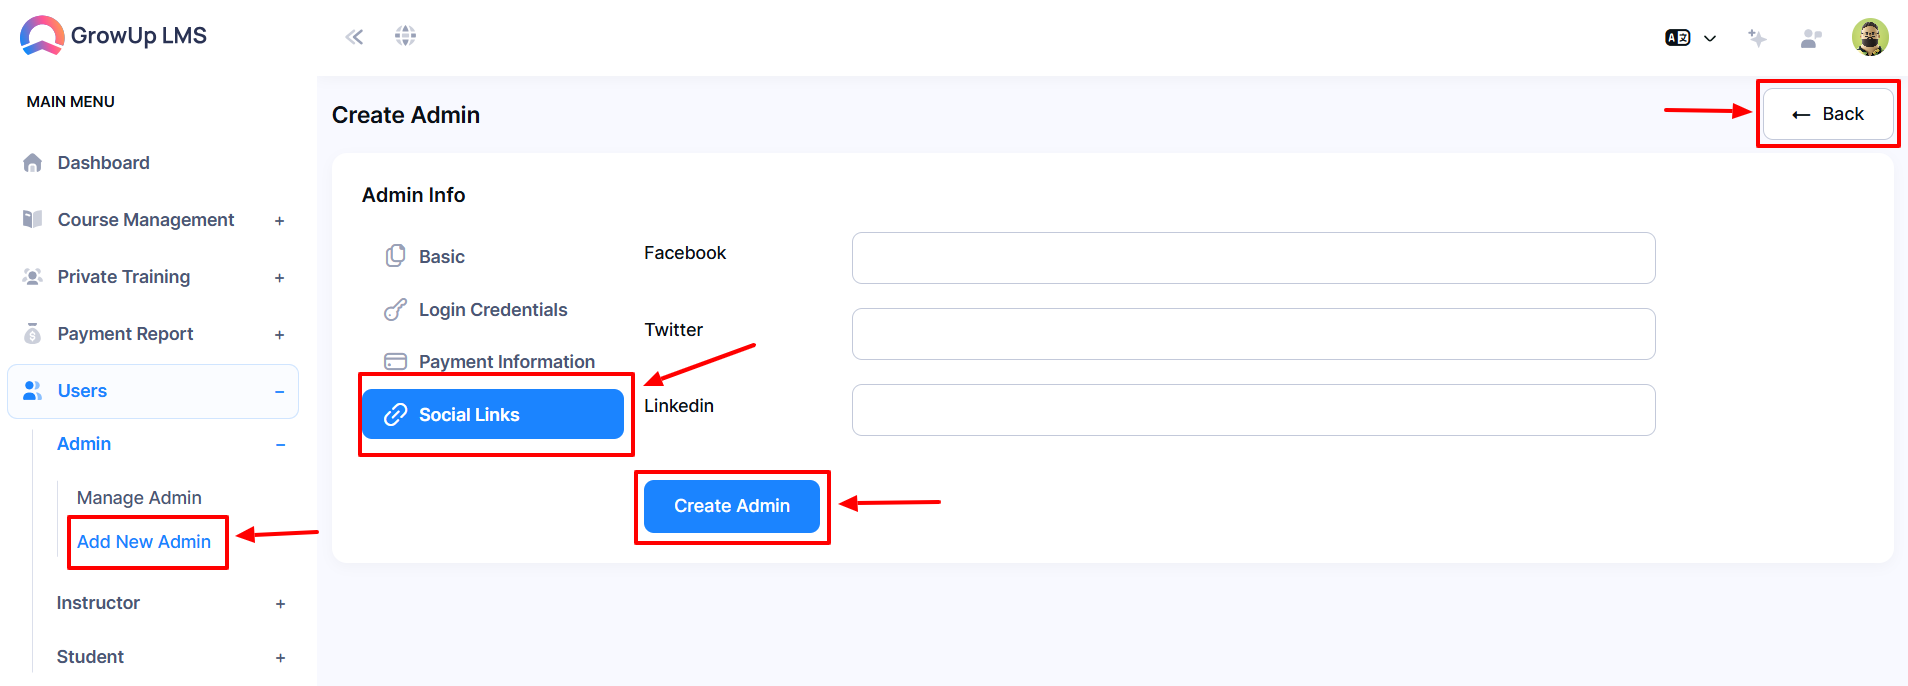 GrowUp LMS
MAIN MENU
Dashboard
Course Management +
Private Training +
Payment Report +
Users −
Admin −
Manage Admin
Add New Admin
Instructor +
Student +
Create Admin
← Back
Admin Info
Basic
Login Credentials
Payment Information
Social Links
Facebook
Twitter
Linkedin
Create Admin